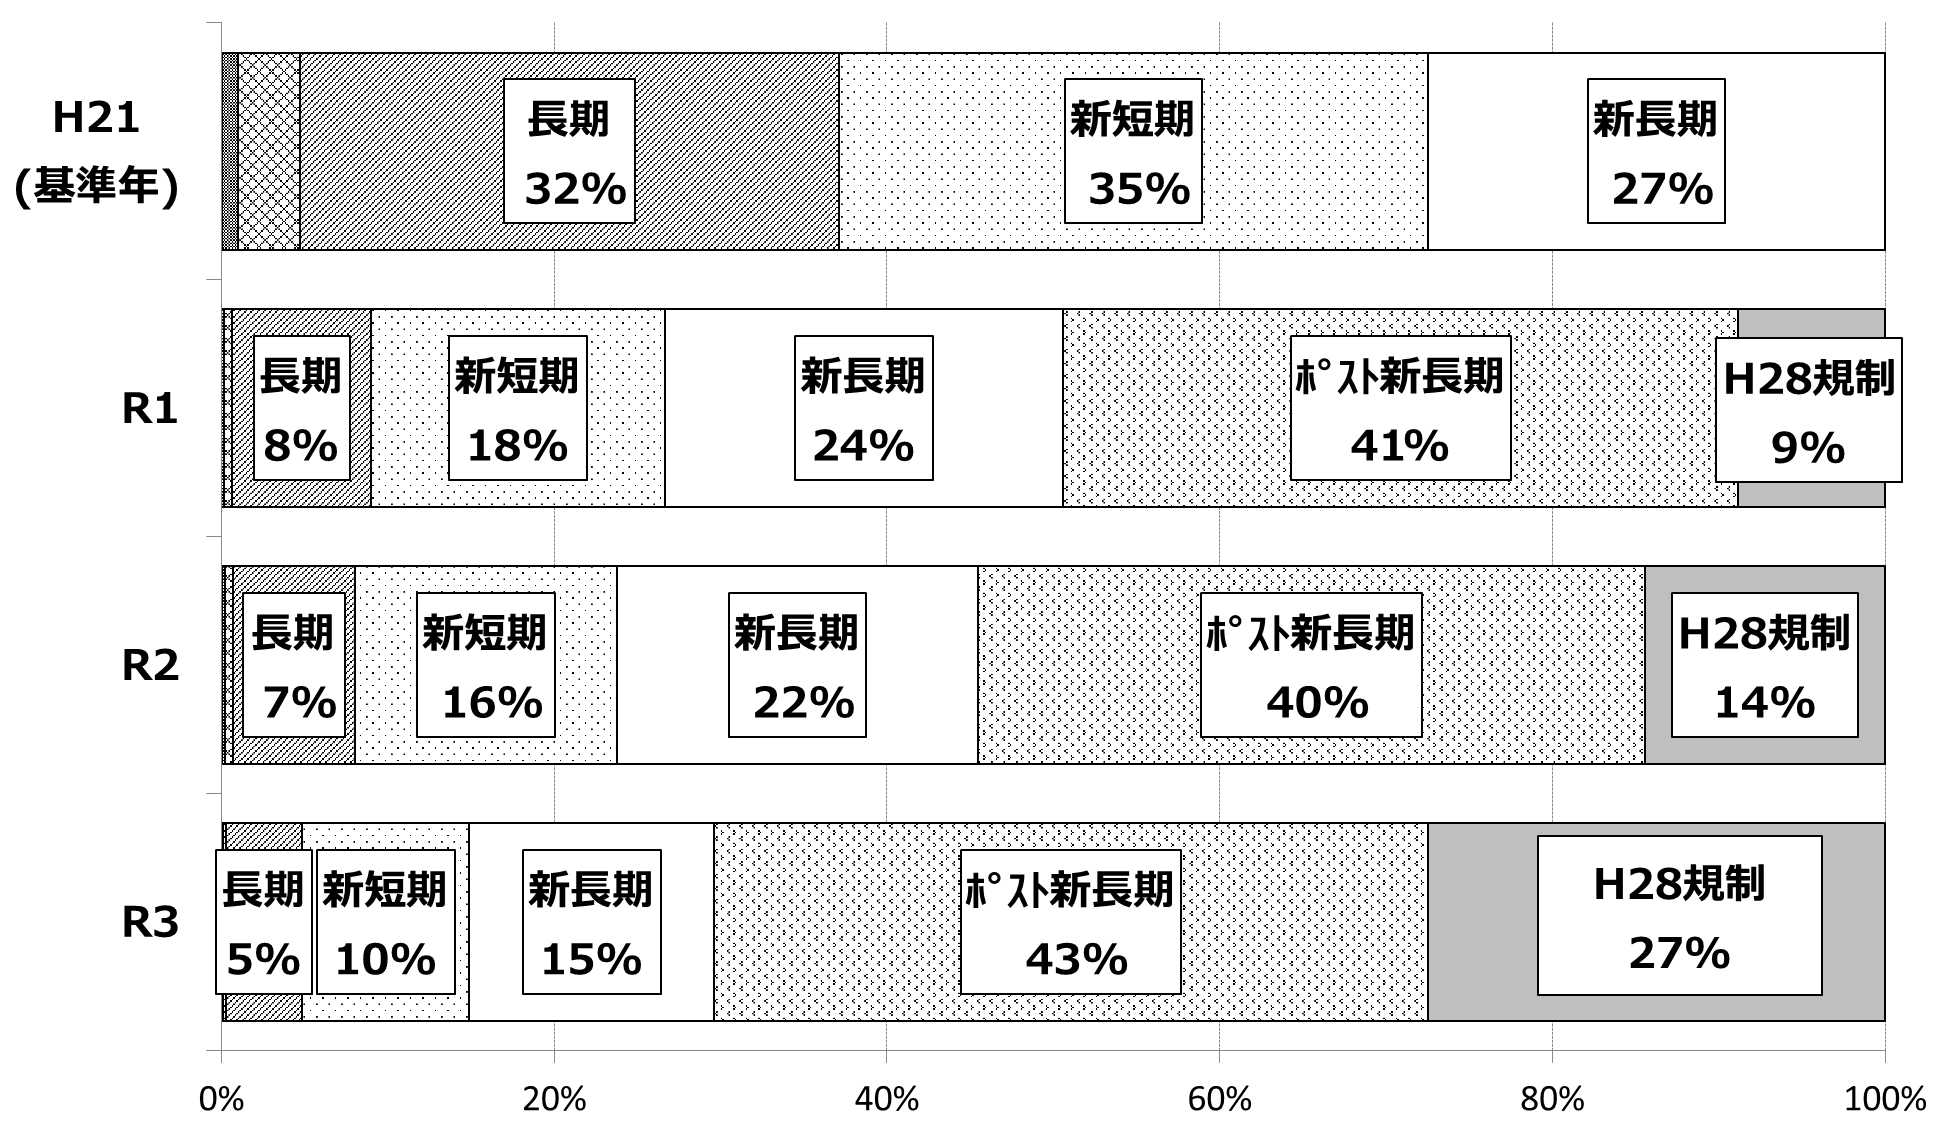 H21
(基準年)
長期
32%
新短期
35%
新長期
27%
R1
長期
8%
新短期
18%
新長期
24%
ﾎﾟｽﾄ新長期
41%
H28規制
9%
R2
長期
7%
新短期
16%
新長期
22%
ﾎﾟｽﾄ新長期
40%
H28規制
14%
R3
長期
5%
新短期
10%
新長期
15%
ﾎﾟｽﾄ新長期
43%
H28規制
27%
0% 20% 40% 60% 80% 100%